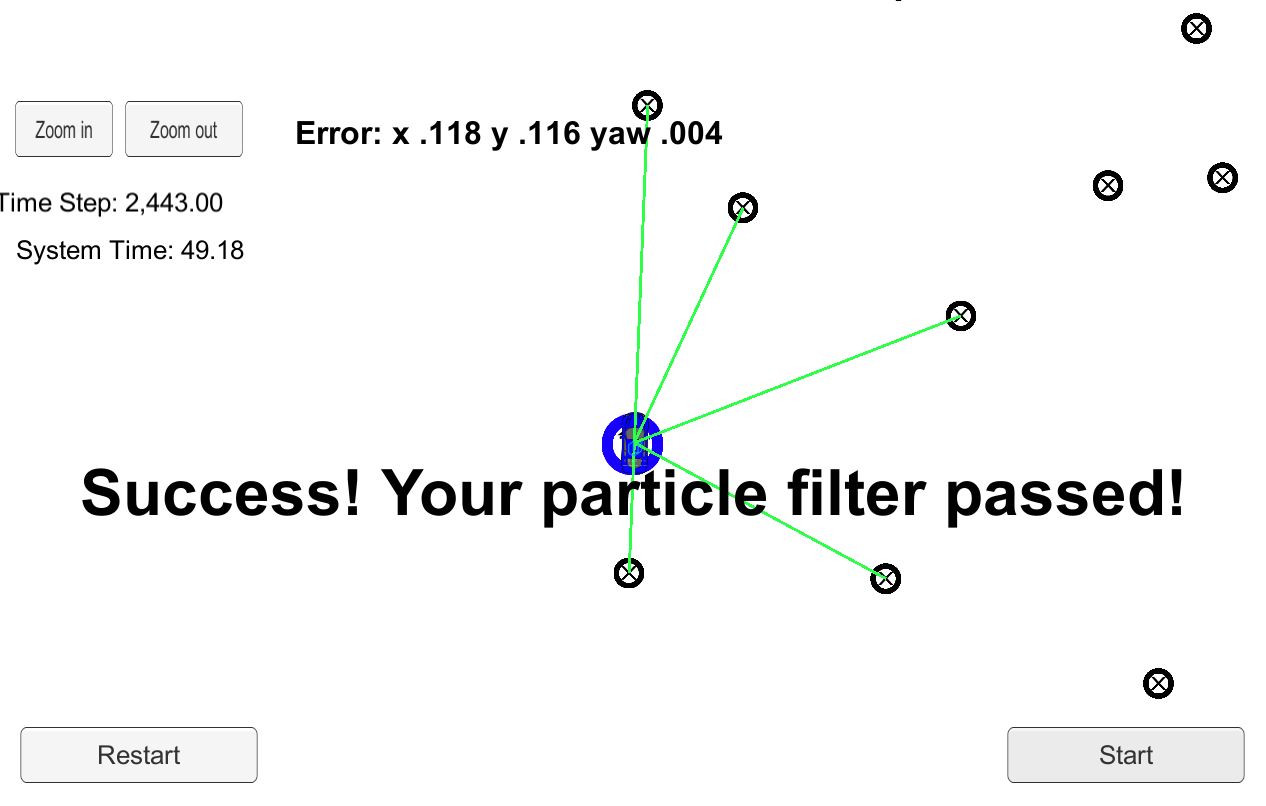 Zoom in
Zoom out
Error: x .118 y .116 yaw .004
Time Step: 2,443.00
System Time: 49.18
Success! Your particle filter passed!
Restart
Start